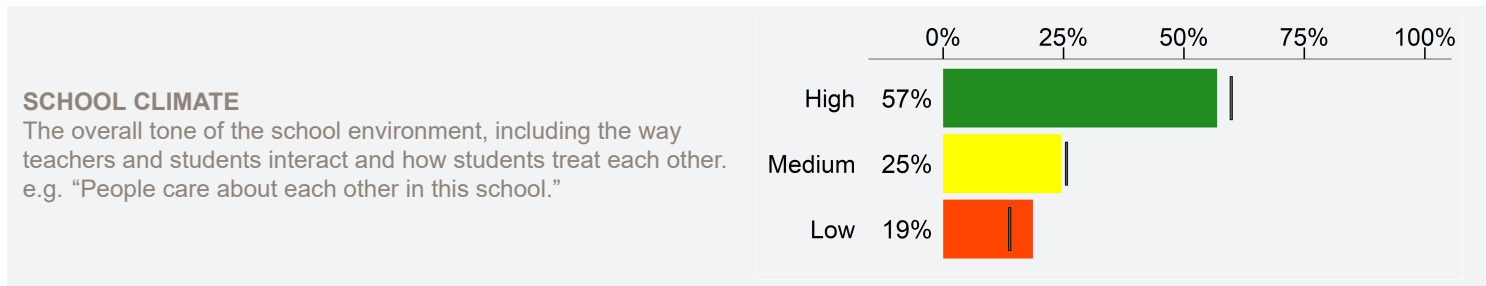 SCHOOL CLIMATE
The overall tone of the school environment, including the way
teachers and students interact and how students treat each other.
e.g. “People care about each other in this school.”
0% 25% 50% 75% 100%
High 57%
Medium 25%
Low 19%